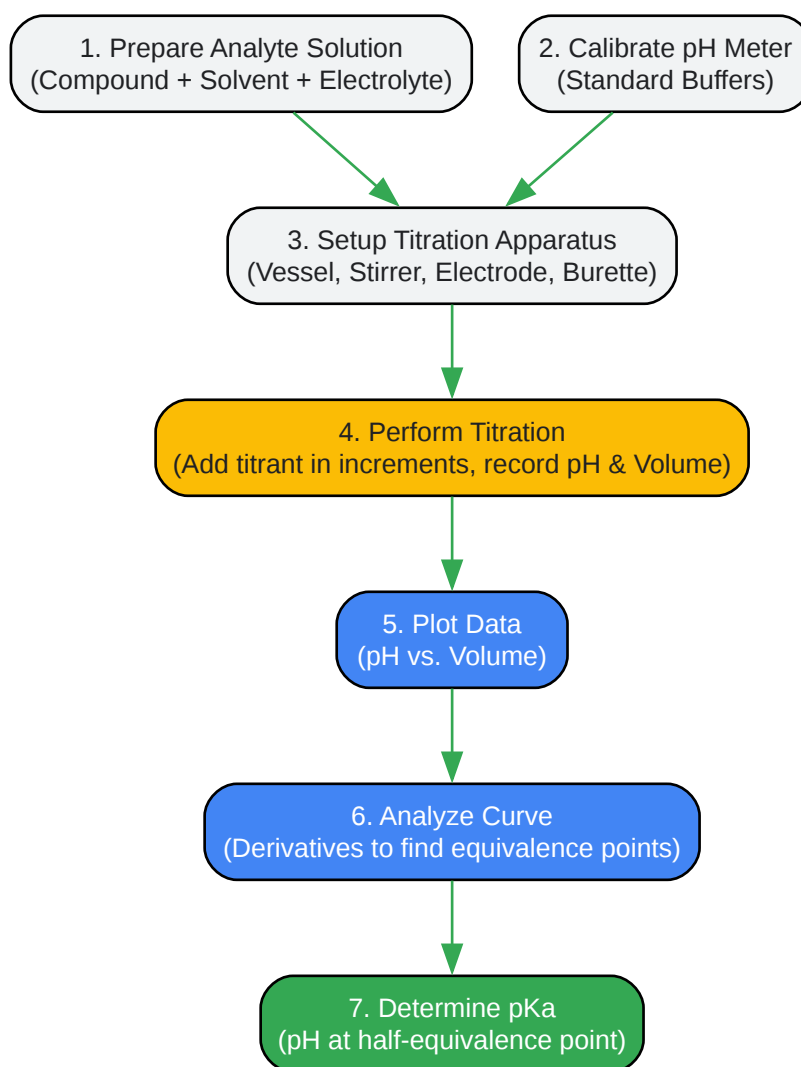 1. Prepare Analyte Solution
(Compound + Solvent + Electrolyte)
2. Calibrate pH Meter
(Standard Buffers)
3. Setup Titration Apparatus
(Vessel, Stirrer, Electrode, Burette)
4. Perform Titration
(Add titrant in increments, record pH & Volume)
5. Plot Data
(pH vs. Volume)
6. Analyze Curve
(Derivatives to find equivalence points)
7. Determine pKa
(pH at half-equivalence point)